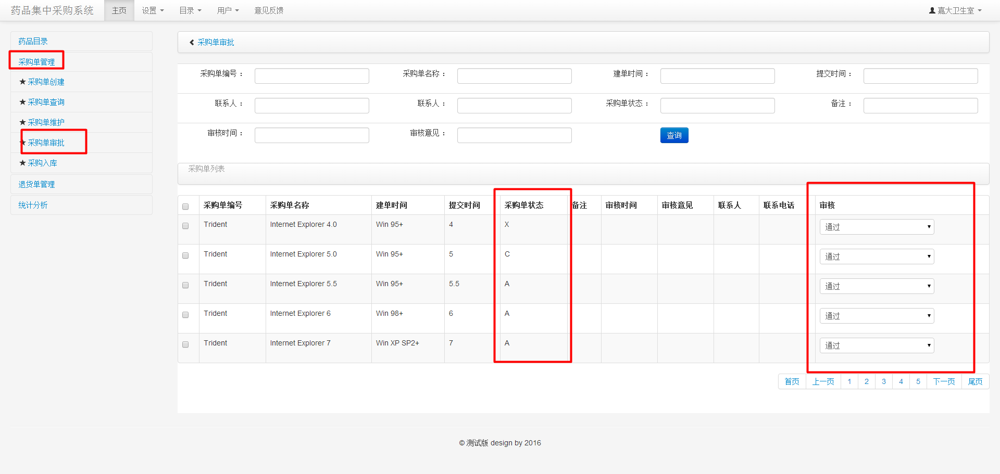 药品集中采购系统 主页 设置 目录 用户 意见反馈 嘉大卫生室
药品目录
采购单管理
★ 采购单创建
★ 采购单查询
★ 采购单维护
★ 采购单审批
★ 采购入库
退货单管理
统计分析
采购单审批
采购单编号： 采购单名称： 建单时间： 提交时间：
联系人： 联系人： 采购单状态： 备注：
审核时间： 审核意见： 查询
采购单列表
采购单编号 采购单名称 建单时间 提交时间 采购单状态 备注 审核时间 审核意见 联系人 联系电话 审核
Trident Internet Explorer 4.0 Win 95+ 4 X 通过
Trident Internet Explorer 5.0 Win 95+ 5 C 通过
Trident Internet Explorer 5.5 Win 95+ 5.5 A 通过
Trident Internet Explorer 6 Win 98+ 6 A 通过
Trident Internet Explorer 7 Win XP SP2+ 7 A 通过
首页 上一页 1 2 3 4 5 下一页 尾页
© 测试版 design by 2016